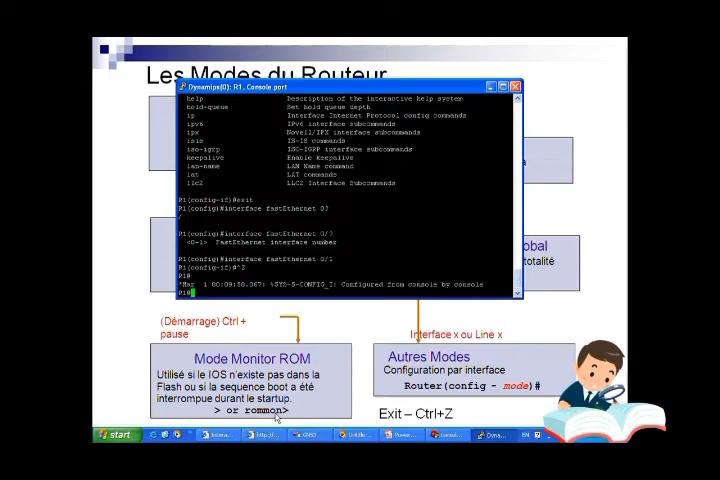 Les Modes du Routeur
Dynamips(0): R1, Console port
help Description of the interactive help system
hold-queue Set hold queue depth
ip Interface Internet Protocol config commands
ipv6 IPv6 interface subcommands
ipx Novell/IPX interface subcommands
isis IS-IS commands
iso-igrp ISO-IGRP interface subcommands
keepalive Enable keepalive
lan-name LAN Name command
lat LAT commands
llc2 LLC2 Interface Subcommands
R1(config-if)#exit
R1(config)#interface fastEthernet 0?
/
R1(config)#interface fastEthernet 0/?
<0-1> FastEthernet interface number
R1(config)#interface fastEthernet 0/1
R1(config-if)#^Z
R1#
*Mar 1 00:09:58.067: %SYS-5-CONFIG_I: Configured from console by console
R1#
a
obal
totalité
(Démarrage) Ctrl +
pause
Interface x ou Line x
Mode Monitor ROM
Utilisé si le IOS n'existe pas dans la
Flash ou si la sequence boot a été
interrompue durant le startup.
> or rommon>
Autres Modes
Configuration par interface
Router(config - mode)#
Exit – Ctrl+Z
start
http://...
GNS3
Untitle...
Power...
Dyna...
EN